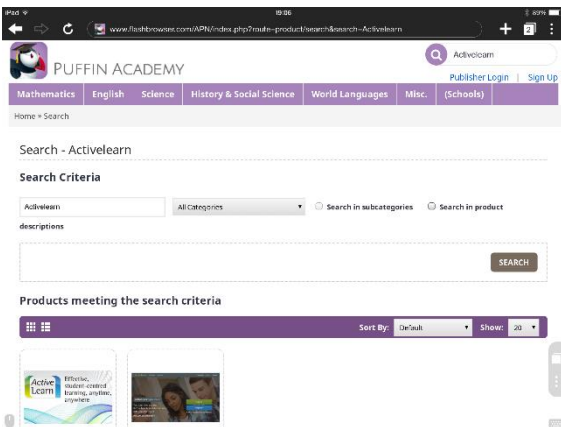 iPad
19:06
89%
www.flashbrowser.com/APN/index.php?route=product/search&search=Activelearn
2
PUFFIN ACADEMY
Activelearn
Publisher Login | Sign Up
Mathematics English Science History & Social Science World Languages Misc. (Schools)
Home » Search
Search - Activelearn
Search Criteria
Activelearn All Categories Search in subcategories Search in product
descriptions
SEARCH
Products meeting the search criteria
Sort By: Default Show: 20
Active Learn
Effective,
student-centred
learning, anytime,
anywhere